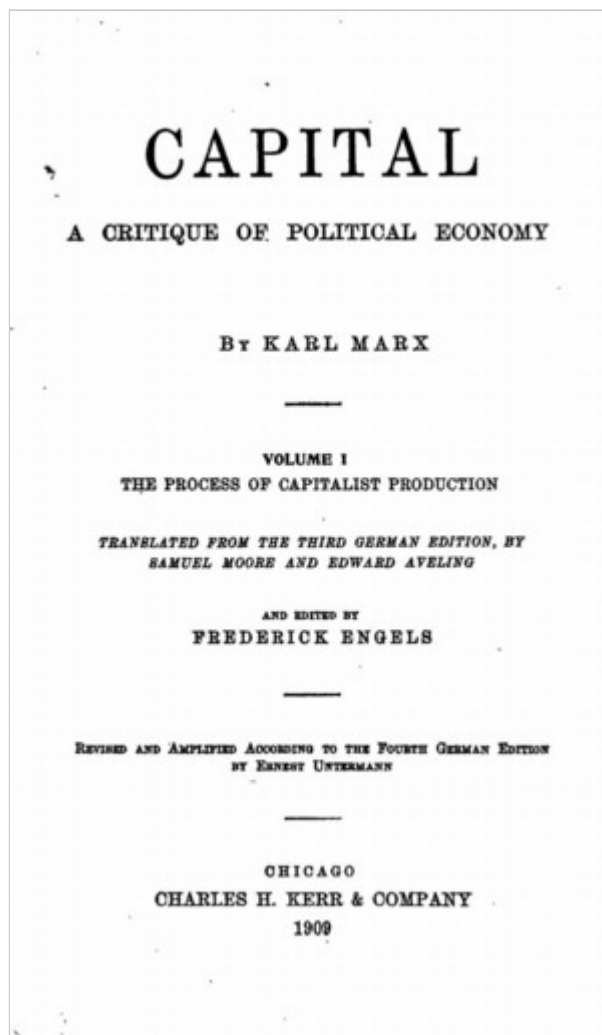 CAPITAL
A CRITIQUE OF POLITICAL ECONOMY
BY KARL MARX
VOLUME I
THE PROCESS OF CAPITALIST PRODUCTION
TRANSLATED FROM THE THIRD GERMAN EDITION, BY
SAMUEL MOORE AND EDWARD AVELING
AND EDITED BY
FREDERICK ENGELS
REVISED AND AMPLIFIED ACCORDING TO THE FOURTH GERMAN EDITION
BY ERNEST UNTERMANN
CHICAGO
CHARLES H. KERR & COMPANY
1909